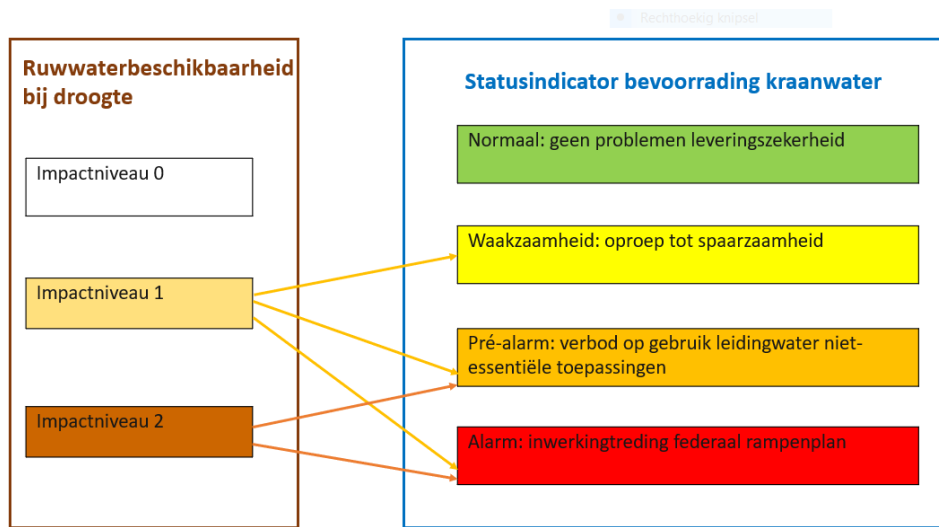 Rechthoekig knipsel
Ruwwaterbeschikbaarheid
bij droogte
Impactniveau 0
Impactniveau 1
Impactniveau 2
Statusindicator bevoorrading kraanwater
Normaal: geen problemen leveringszekerheid
Waakzaamheid: oproep tot spaarzaamheid
Pré-alarm: verbod op gebruik leidingwater niet-
essentiële toepassingen
Alarm: inwerkingtreding federaal rampenplan